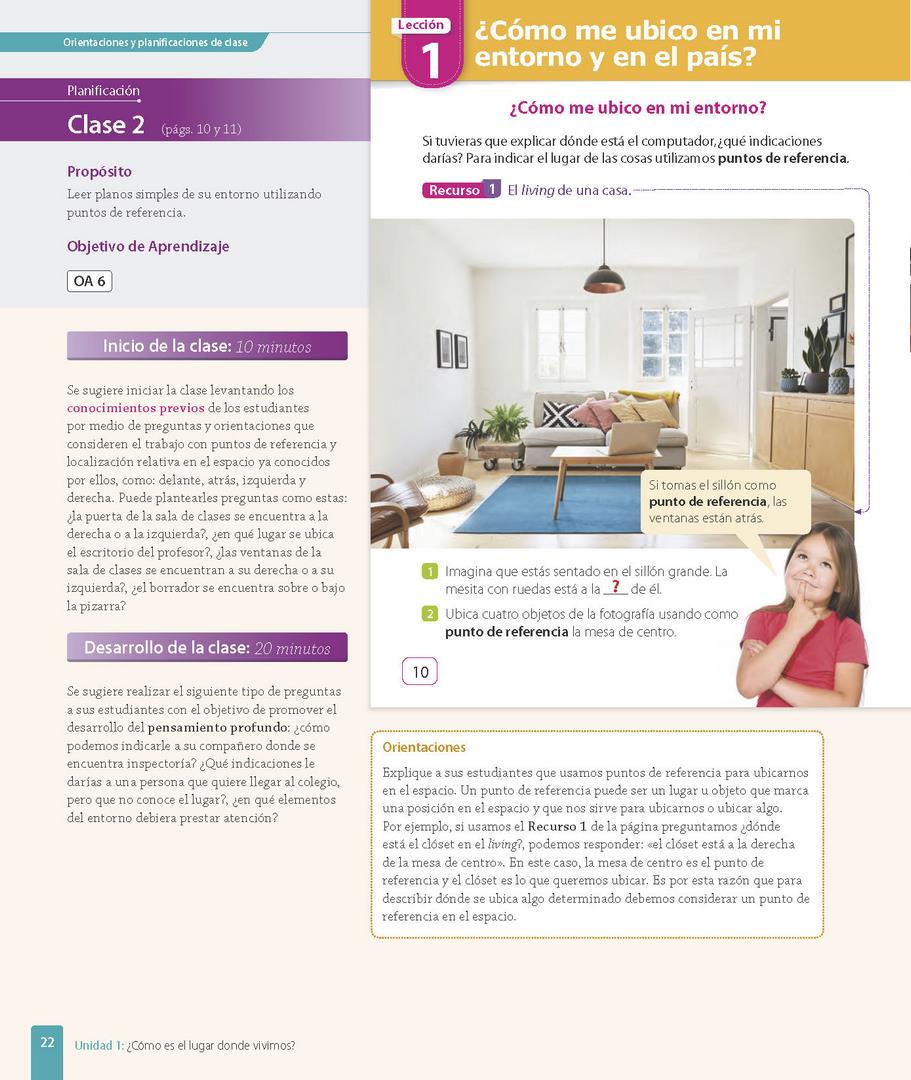 Orientaciones y planificaciones de clase
Planificación
Clase 2 (págs. 10 y 11)
Propósito
Leer planos simples de su entorno utilizando
puntos de referencia.
Objetivo de Aprendizaje
OA 6
Inicio de la clase: 10 minutos
Se sugiere iniciar la clase levantando los
conocimientos previos de los estudiantes
por medio de preguntas y orientaciones que
consideren el trabajo con puntos de referencia y
localización relativa en el espacio ya conocidos
por ellos, como: delante, atrás, izquierda y
derecha. Puede plantearles preguntas como estas:
¿la puerta de la sala de clases se encuentra a la
derecha o a la izquierda?, ¿en qué lugar se ubica
el escritorio del profesor?, ¿las ventanas de la
sala de clases se encuentran a su derecha o a su
izquierda?, ¿el borrador se encuentra sobre o bajo
la pizarra?
Desarrollo de la clase: 20 minutos
Se sugiere realizar el siguiente tipo de preguntas
a sus estudiantes con el objetivo de promover el
desarrollo del pensamiento profundo: ¿cómo
podemos indicarle a su compañero donde se
encuentra inspectoría? ¿Qué indicaciones le
darías a una persona que quiere llegar al colegio,
pero que no conoce el lugar?, ¿en qué elementos
del entorno debiera prestar atención?
Lección
1
¿Cómo me ubico en mi
entorno y en el país?
¿Cómo me ubico en mi entorno?
Si tuvieras que explicar dónde está el computador, ¿qué indicaciones
darías? Para indicar el lugar de las cosas utilizamos puntos de referencia.
Recurso 1 El living de una casa.
Si tomas el sillón como
punto de referencia, las
ventanas están atrás.
1 Imagina que estás sentado en el sillón grande. La
mesita con ruedas está a la ? de él.
2 Ubica cuatro objetos de la fotografía usando como
punto de referencia la mesa de centro.
10
Orientaciones
Explique a sus estudiantes que usamos puntos de referencia para ubicarnos
en el espacio. Un punto de referencia puede ser un lugar u objeto que marca
una posición en el espacio y que nos sirve para ubicarnos o ubicar algo.
Por ejemplo, si usamos el Recurso 1 de la página preguntamos ¿dónde
está el clóset en el living?, podemos responder: «el clóset está a la derecha
de la mesa de centro». En este caso, la mesa de centro es el punto de
referencia y el clóset es lo que queremos ubicar. Es por esta razón que para
describir dónde se ubica algo determinado debemos considerar un punto de
referencia en el espacio.
22
Unidad 1: ¿Cómo es el lugar donde vivimos?